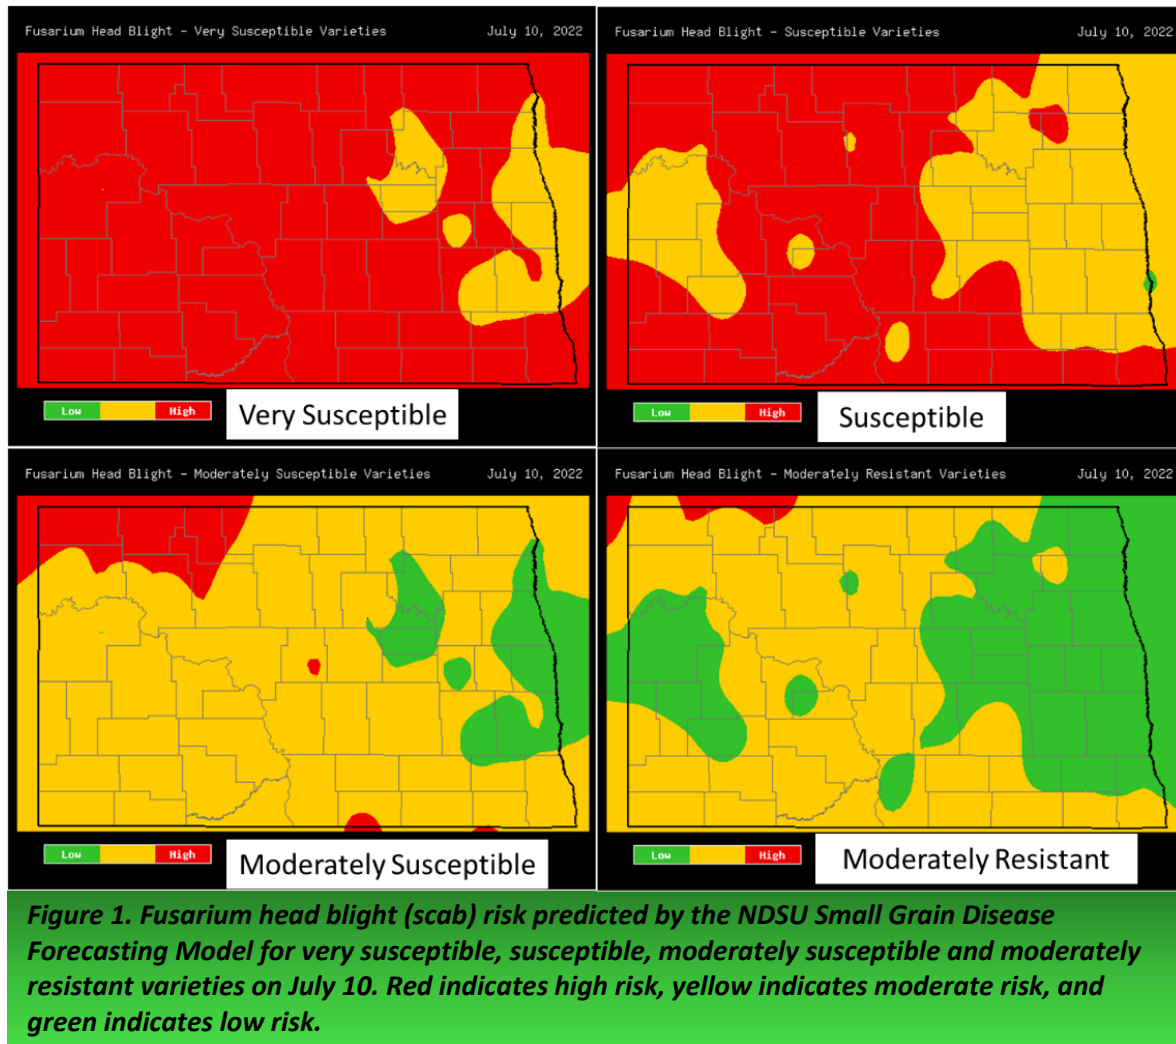 Fusarium Head Blight - Very Susceptible Varieties July 10, 2022
Low High
Very Susceptible
Fusarium Head Blight - Susceptible Varieties July 10, 2022
Low High
Susceptible
Fusarium Head Blight - Moderately Susceptible Varieties July 10, 2022
Low High
Moderately Susceptible
Fusarium Head Blight - Moderately Resistant Varieties July 10, 2022
Low High
Moderately Resistant
Figure 1. Fusarium head blight (scab) risk predicted by the NDSU Small Grain Disease
Forecasting Model for very susceptible, susceptible, moderately susceptible and moderately
resistant varieties on July 10. Red indicates high risk, yellow indicates moderate risk, and
green indicates low risk.